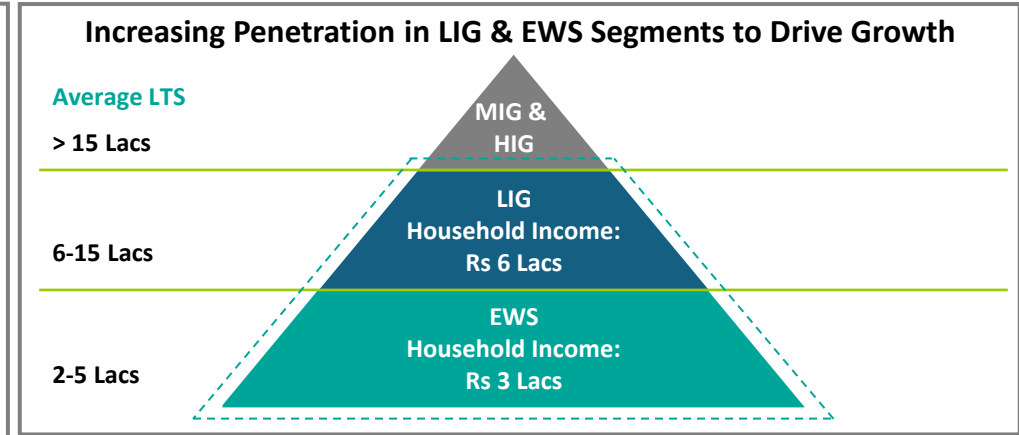 Increasing Penetration in LIG & EWS Segments to Drive Growth
Average LTS
> 15 Lacs
MIG &
HIG
6-15 Lacs
LIG
Household Income:
Rs 6 Lacs
2-5 Lacs
EWS
Household Income:
Rs 3 Lacs